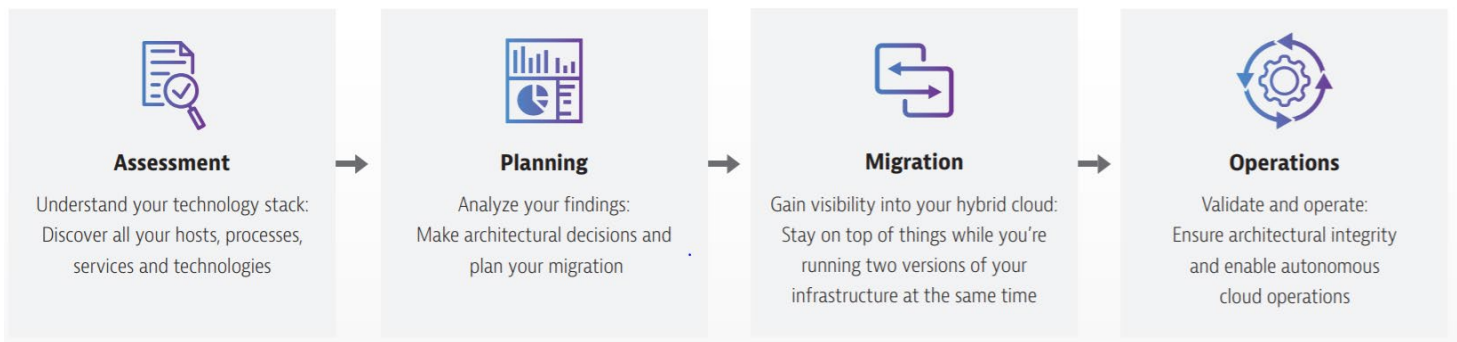 Assessment
Understand your technology stack:
Discover all your hosts, processes,
services and technologies
Planning
Analyze your findings:
Make architectural decisions and
plan your migration
Migration
Gain visibility into your hybrid cloud:
Stay on top of things while you're
running two versions of your
infrastructure at the same time
Operations
Validate and operate:
Ensure architectural integrity
and enable autonomous
cloud operations